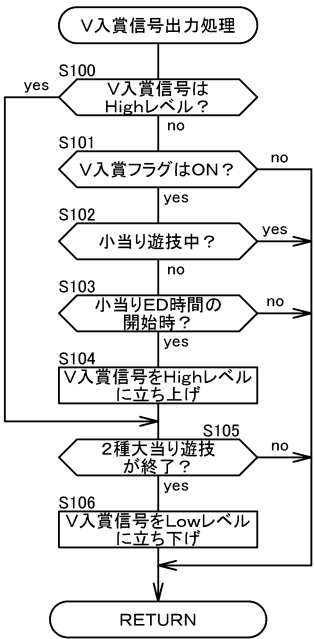 V入賞信号出力処理
S100
yes
V入賞信号は
Highレベル？
no
S101
V入賞フラグはON？
no
yes
S102
小当り遊技中？
yes
no
S103
小当りED時間の
開始時？
no
yes
S104
V入賞信号をHighレベル
に立ち上げ
S105
2種大当り遊技
が終了？
no
yes
S106
V入賞信号をLowレベル
に立ち下げ
RETURN